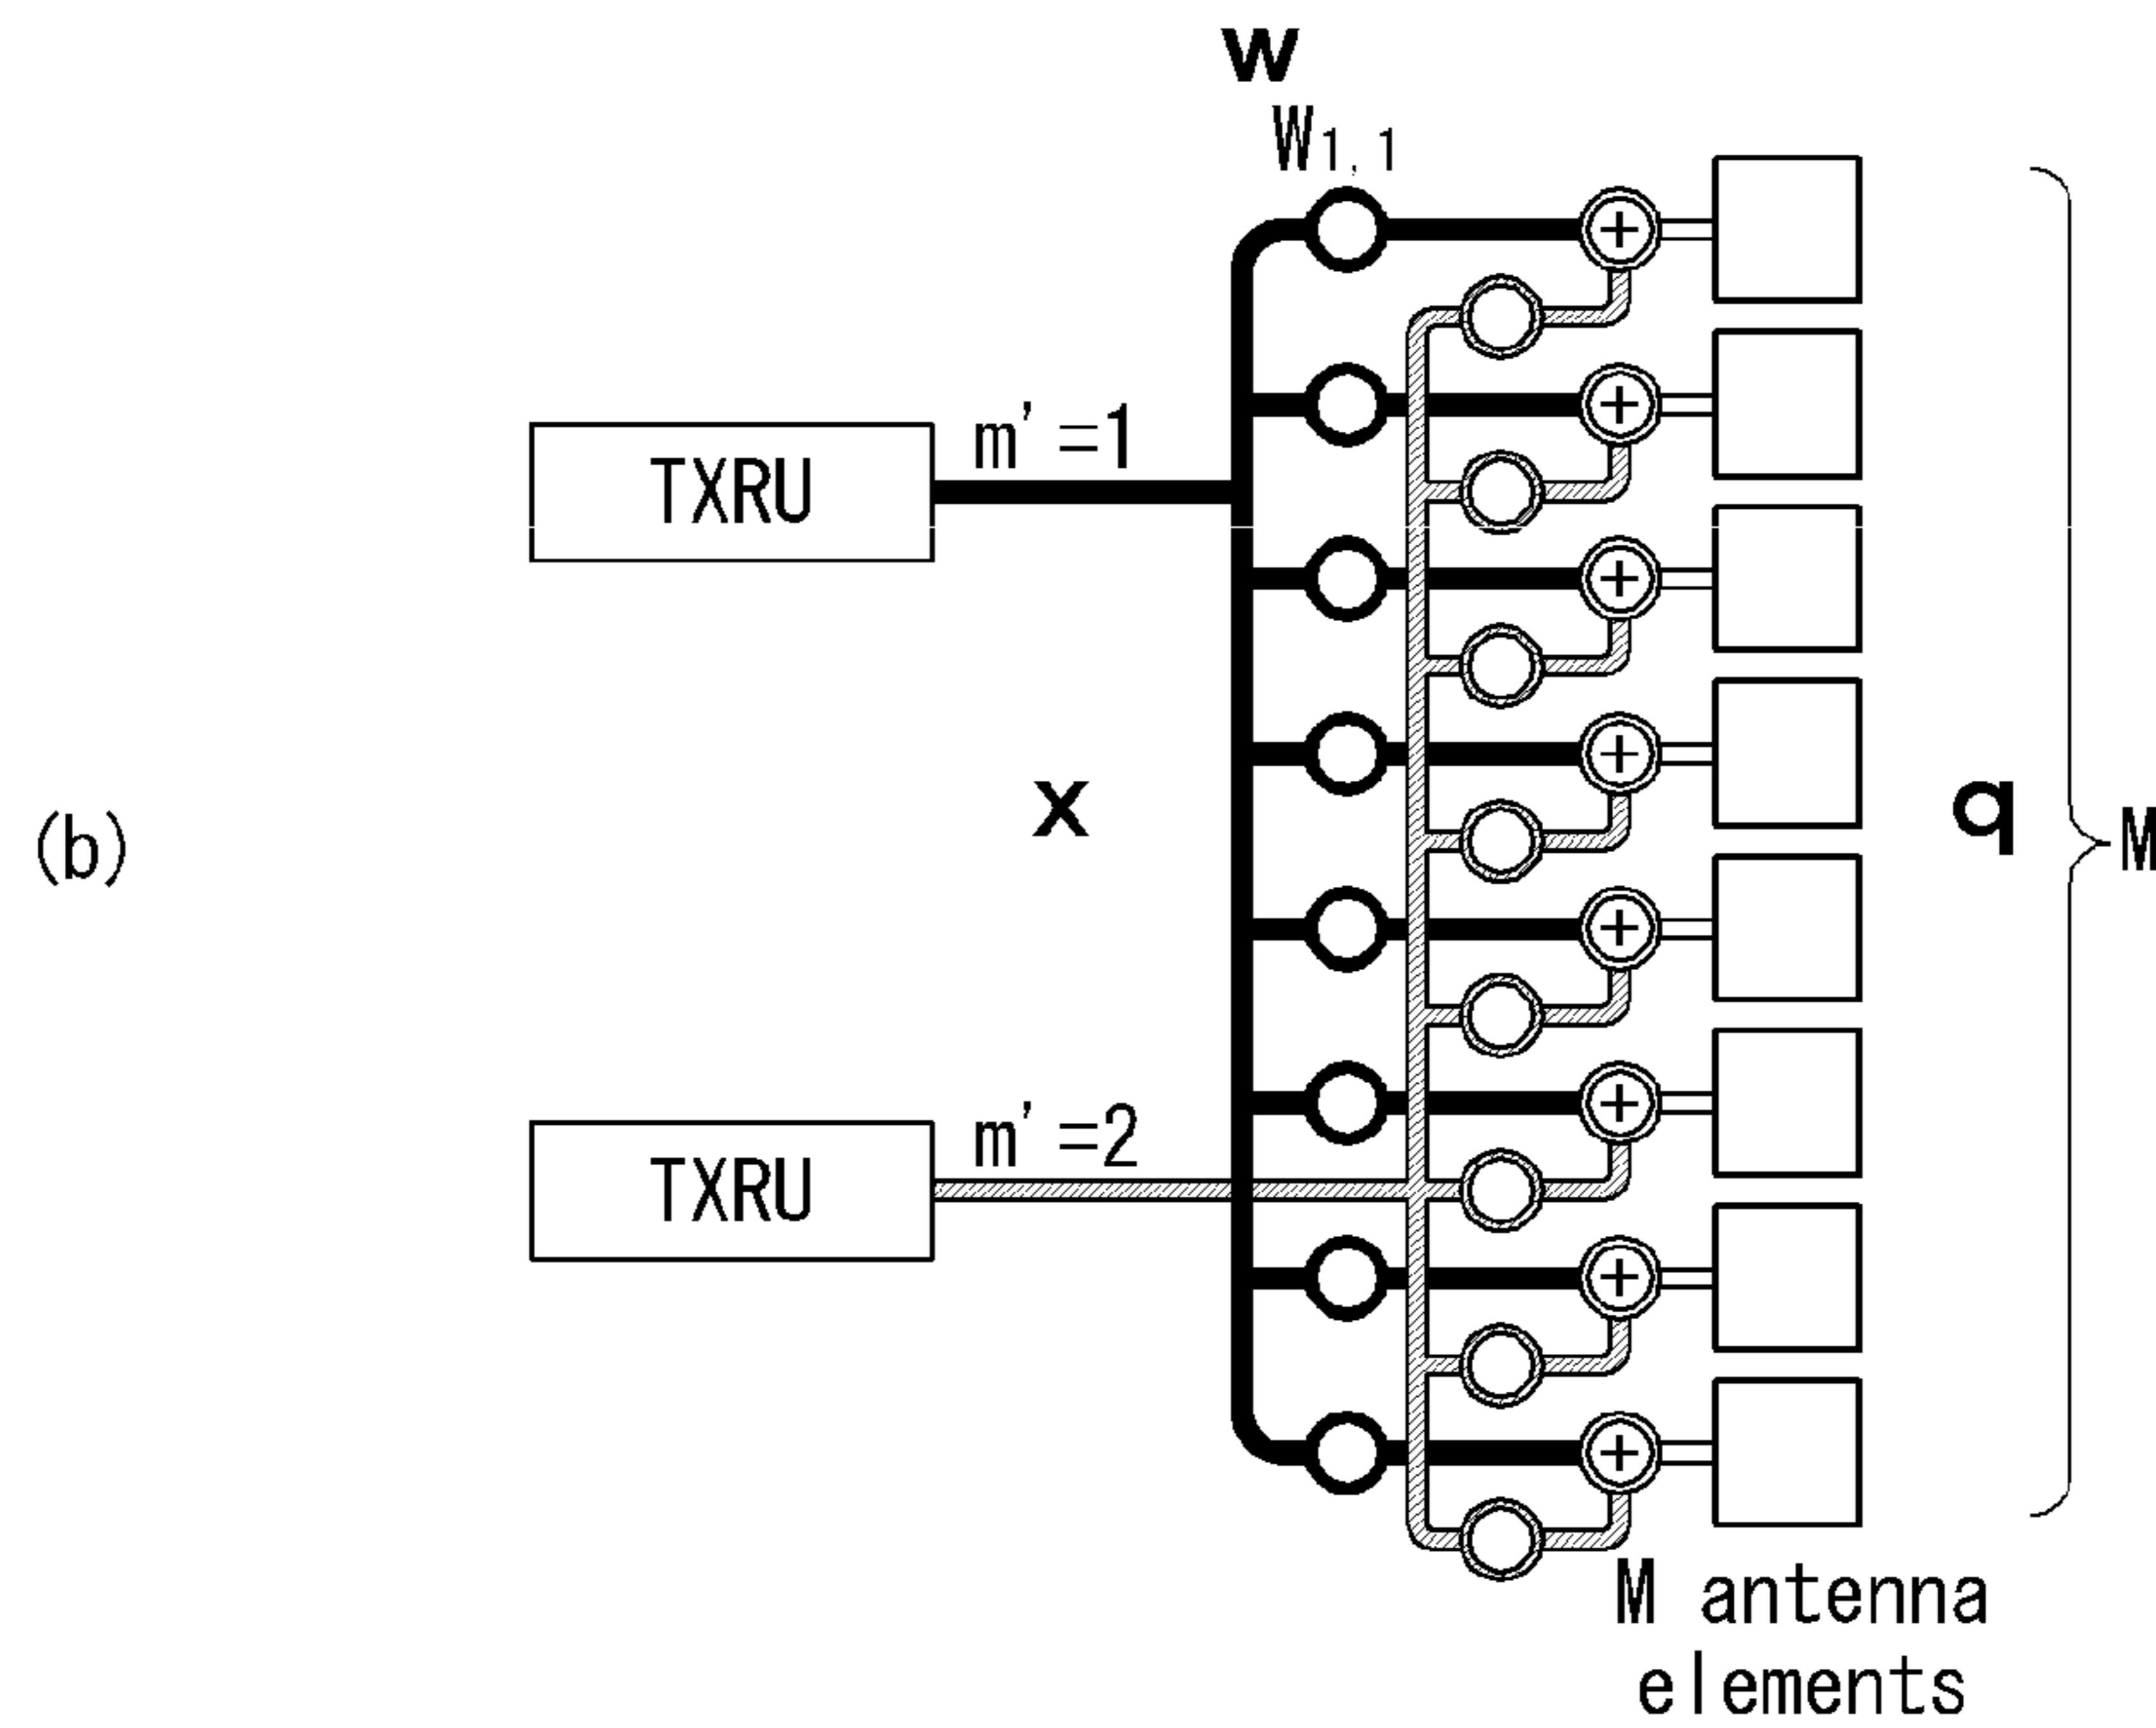 w
W1,1
m'=1
TXRU
x
q
M
(b)
m'=2
TXRU
+
+
+
+
+
+
+
+
M antenna
elements